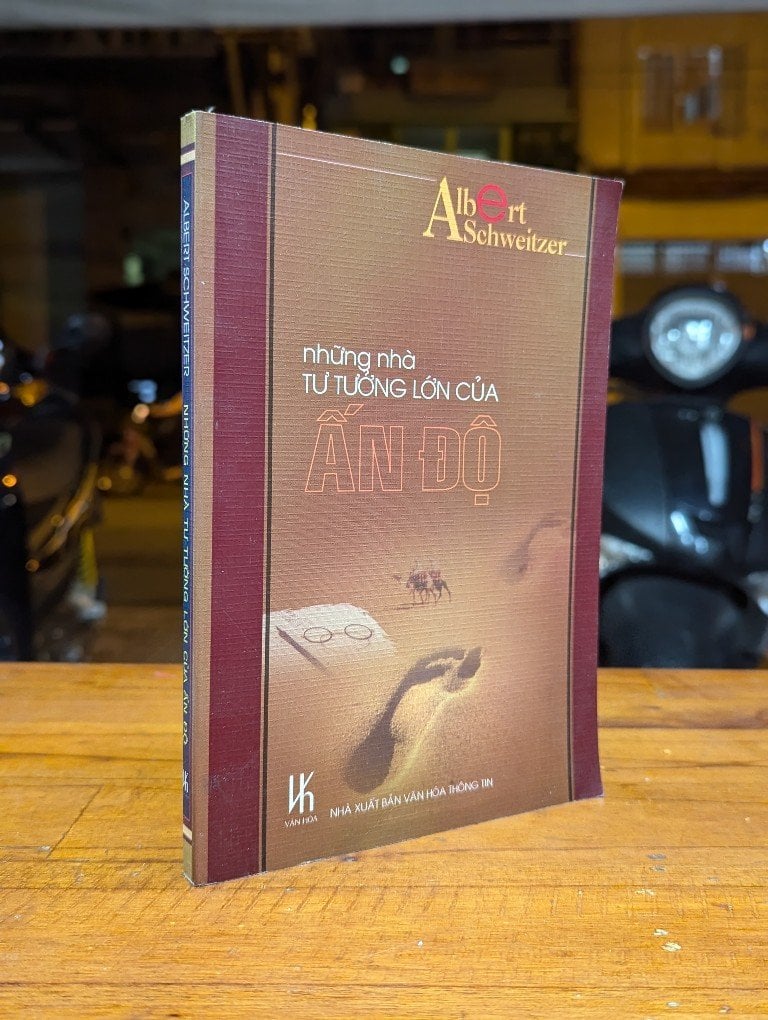 Albert
Schweitzer
những nhà
TƯ TƯỞNG LỚN CỦA
ẤN ĐỘ
VĂN HÓA
NHÀ XUẤT BẢN VĂN HÓA THÔNG TIN
ALBERT SCHWEITZER NHỮNG NHÀ TƯ TƯỞNG LỚN CỦA ẤN ĐỘ